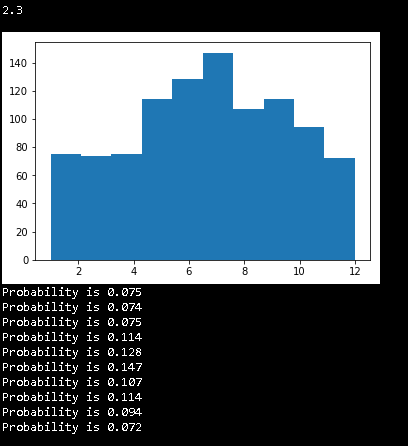 2.3
140
120
100
80
60
40
20
0
2 4 6 8 10 12
Probability is 0.075
Probability is 0.074
Probability is 0.075
Probability is 0.114
Probability is 0.128
Probability is 0.147
Probability is 0.107
Probability is 0.114
Probability is 0.094
Probability is 0.072